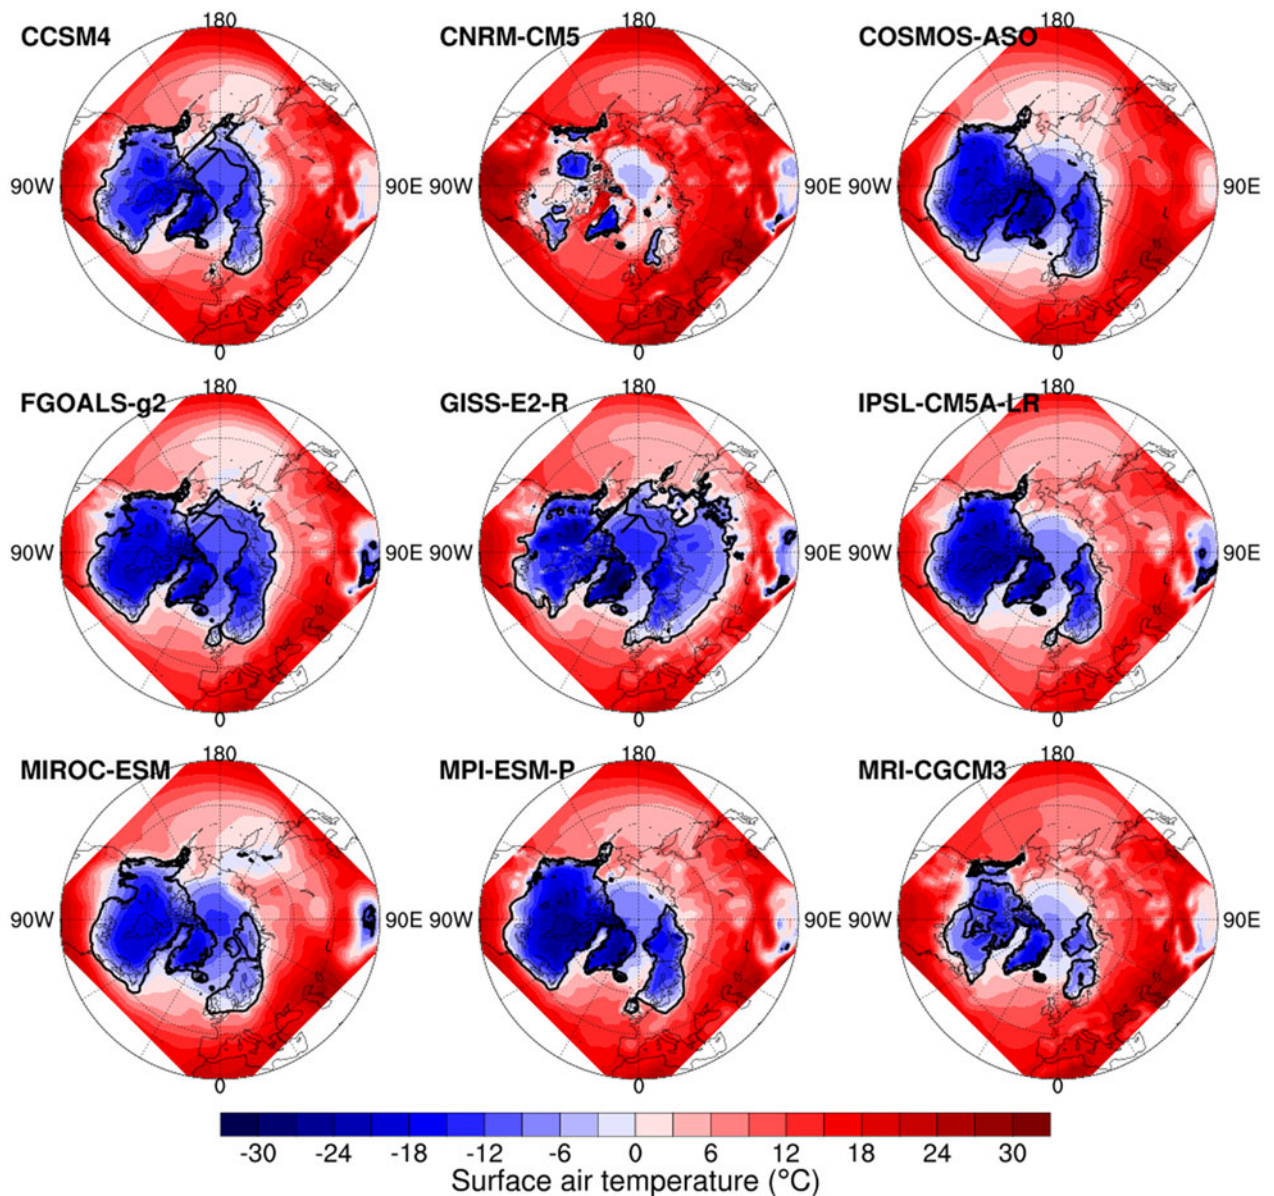 180
180
180
CCSM4
CNRM-CM5
COSMOS-ASO
90W
90E
90W
90E
90W
90E
0
0
0
180
180
180
FGOALS-g2
GISS-E2-R
IPSL-CM5A-LR
90W
90E
90W
90E
90W
90E
0
0
0
180
180
180
MIROC-ESM
MPI-ESM-P
MRI-CGCM3
90W
90E
90W
90E
90W
90E
0
0
0
-30 -24 -18 -12 -6 0 6 12 18 24 30
Surface air temperature (°C)